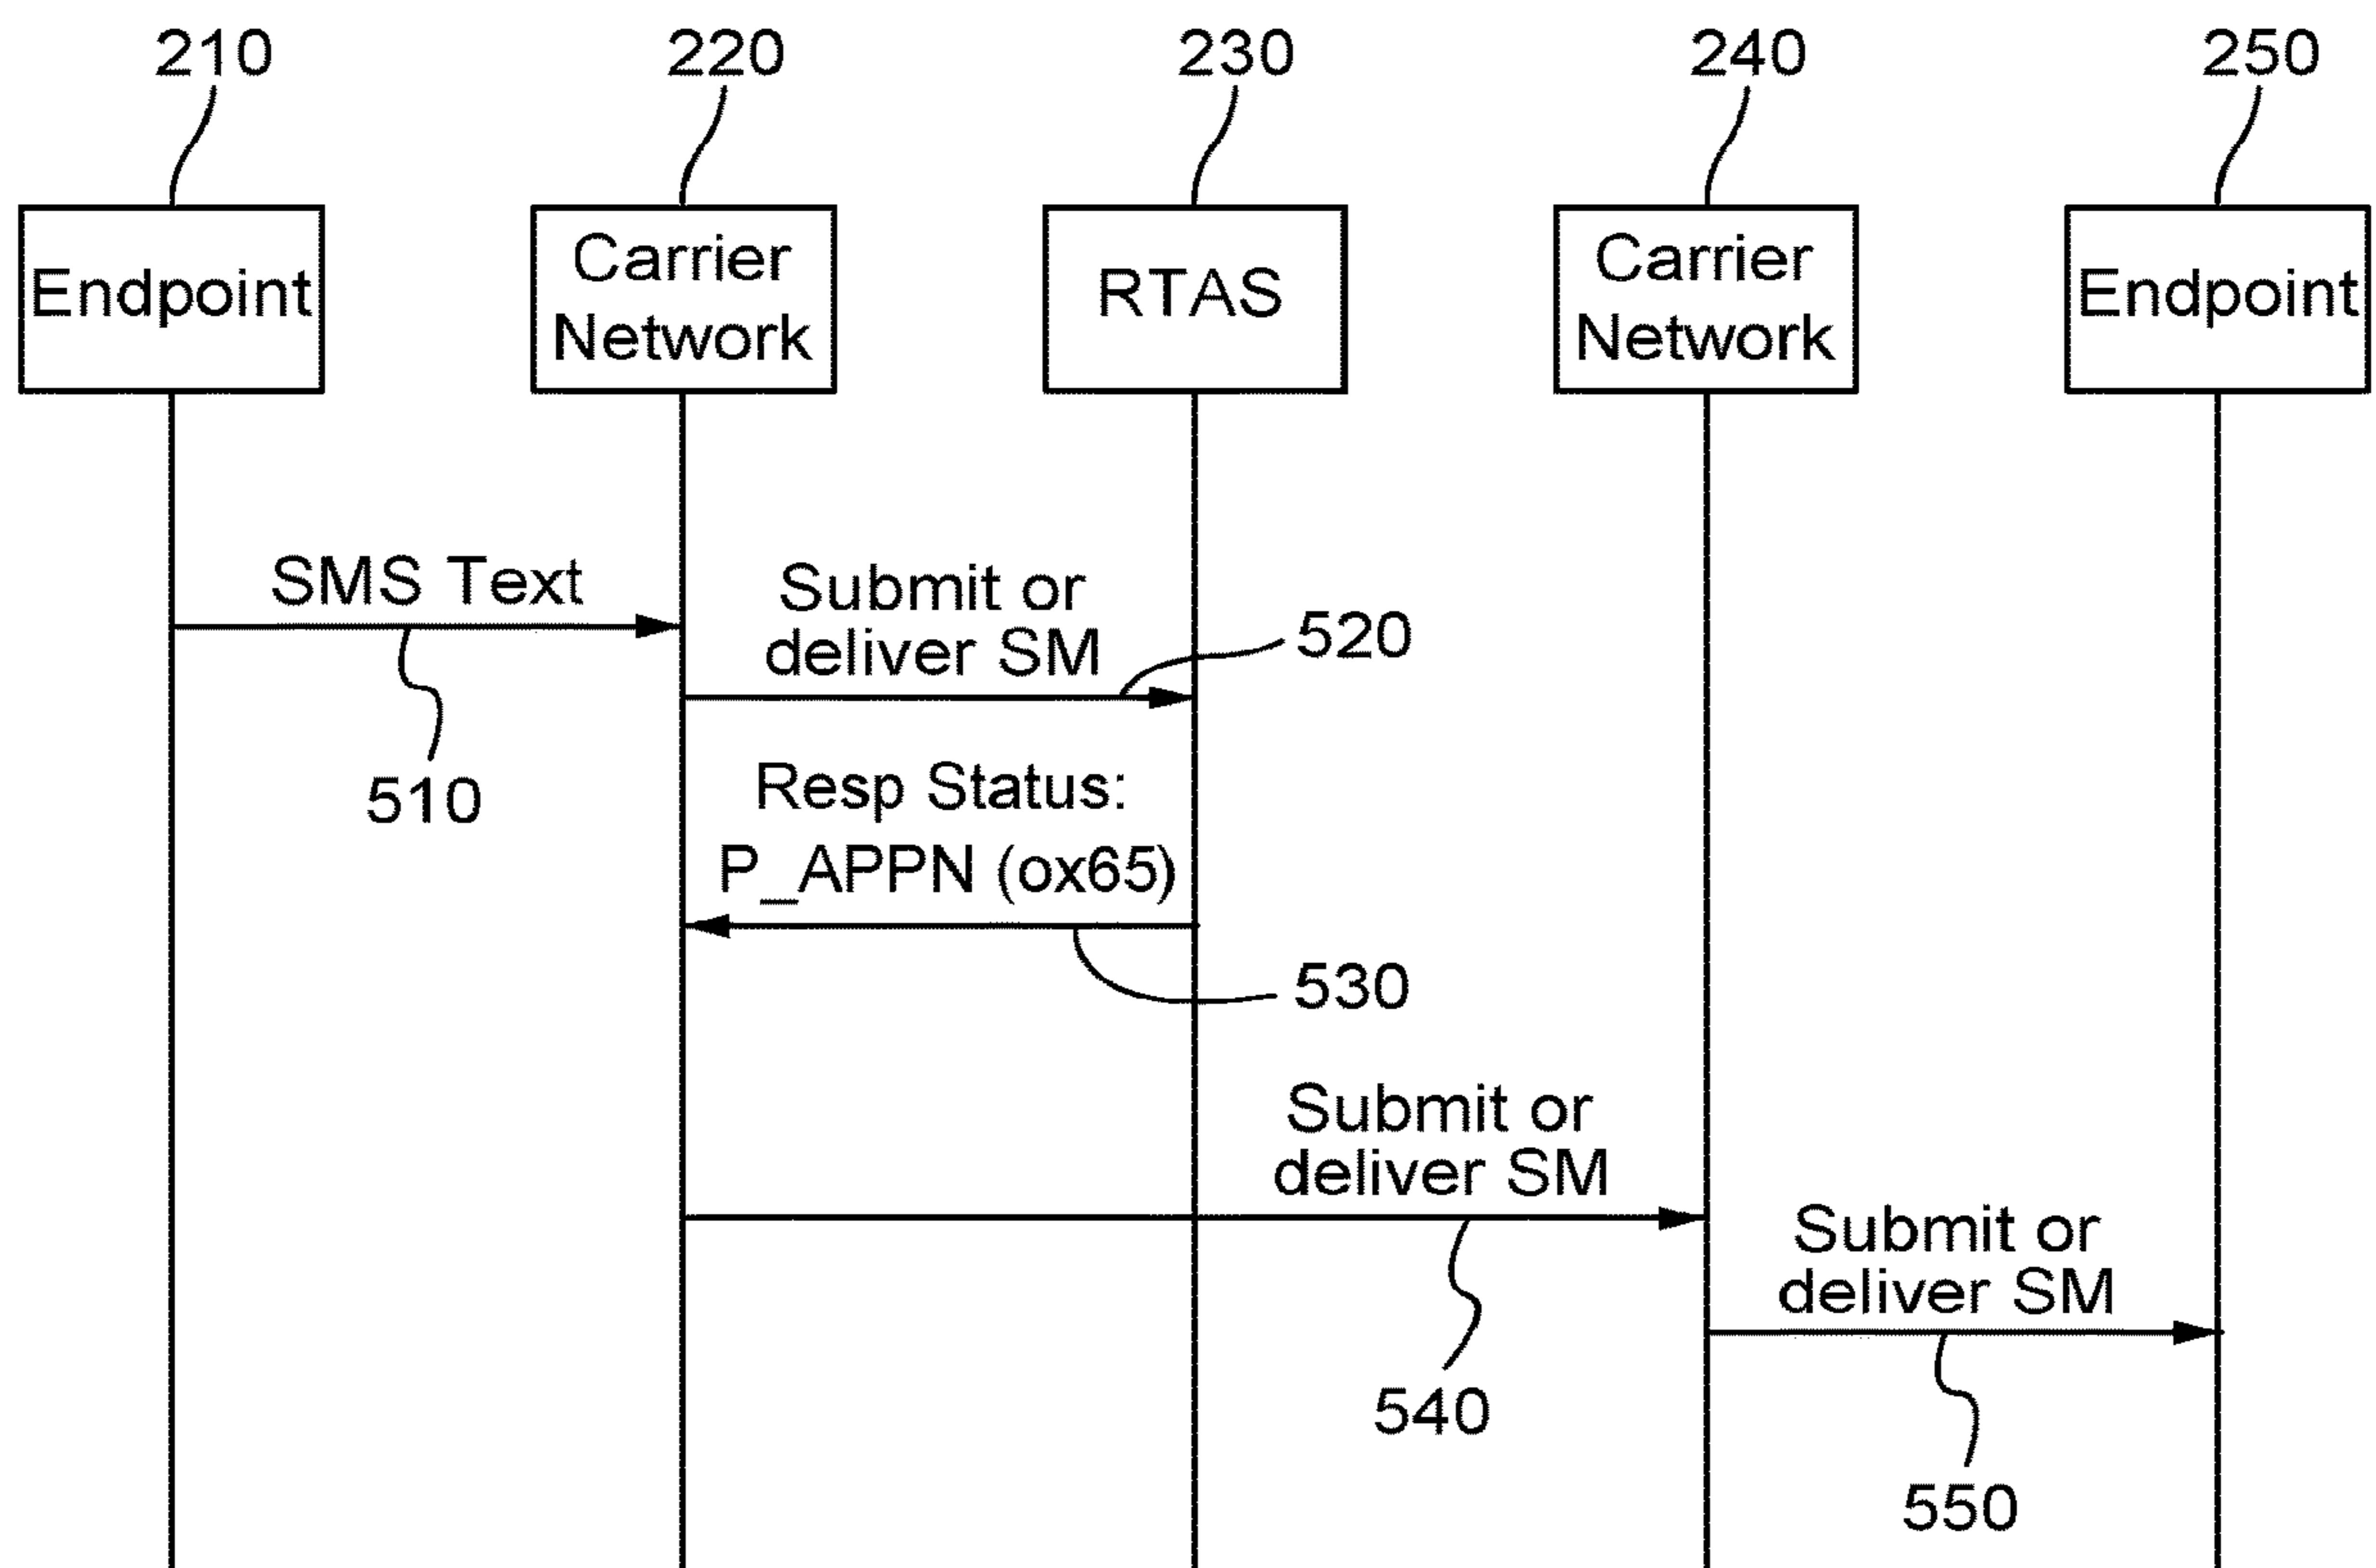 210
220
230
240
250
Endpoint
Carrier
Network
RTAS
Carrier
Network
Endpoint
SMS Text
510
Submit or
deliver SM
520
Resp Status:
P_APPN (ox65)
530
Submit or
deliver SM
540
Submit or
deliver SM
550